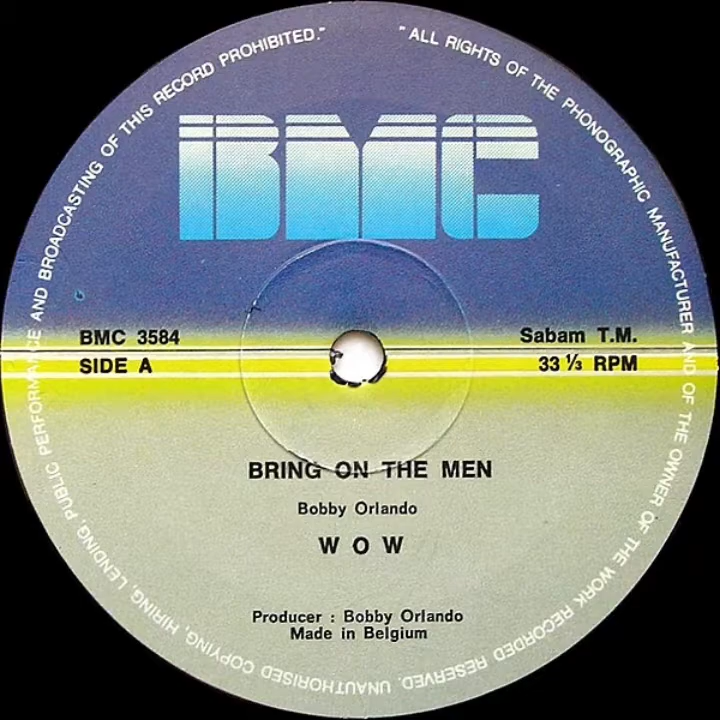 "ALL RIGHTS OF THE PHONOGRAPHIC MANUFACTURER AND OF THE OWNER OF THE WORK RECORDED RESERVED. UNAUTHORISED COPYING, HIRING, LENDING, PUBLIC PERFORMANCE AND BROADCASTING OF THIS RECORD PROHIBITED."
BMC
BMC 3584
Sabam T.M.
SIDE A
33 ⅓ RPM
BRING ON THE MEN
Bobby Orlando
W O W
Producer : Bobby Orlando
Made in Belgium